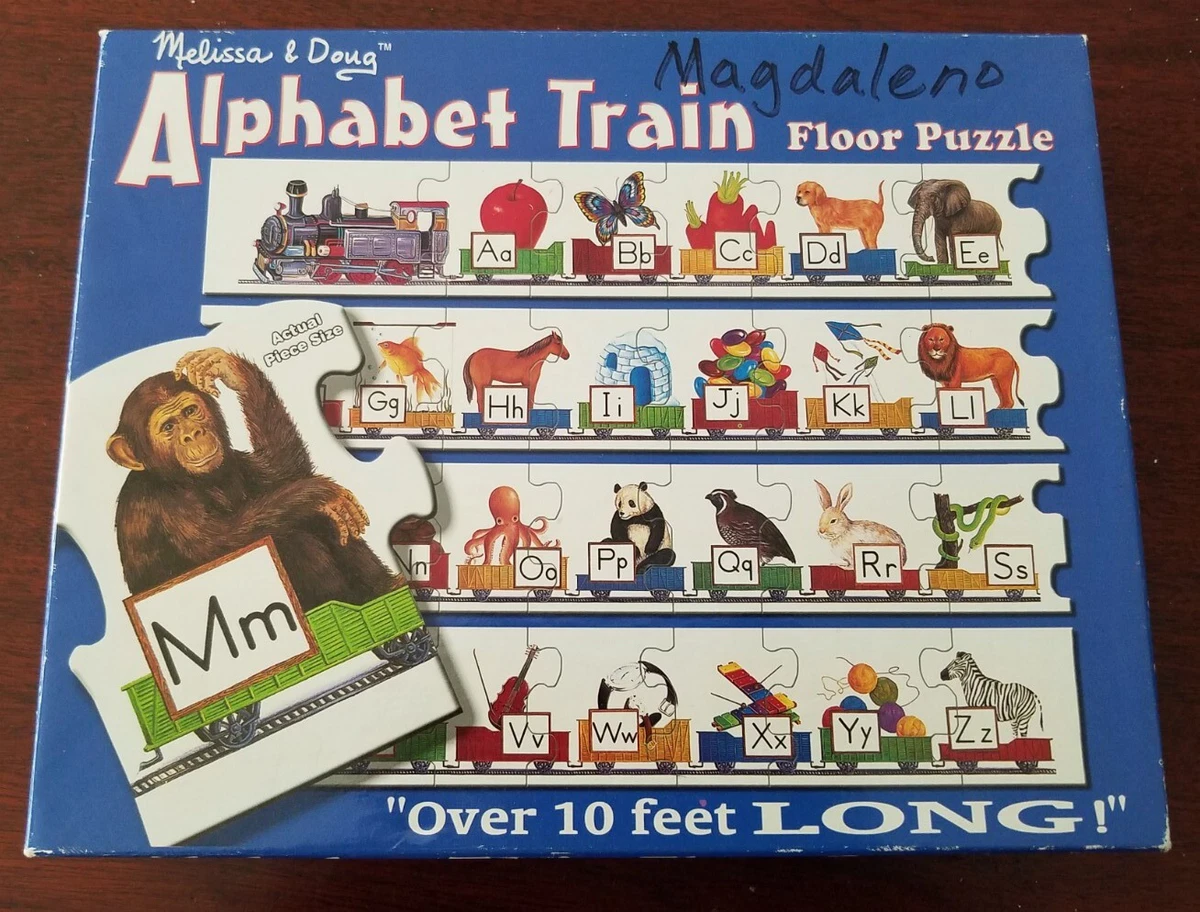 Melissa & Doug™
Magdaleno
Alphabet Train Floor Puzzle
Aa Bb Cc Dd Ee
Actual
Piece Size
Gg Hh Ii Jj Kk Ll
Oo Pp Qq Rr Ss
Mm
Vv Ww Xx Yy Zz
"Over 10 feet LONG!"